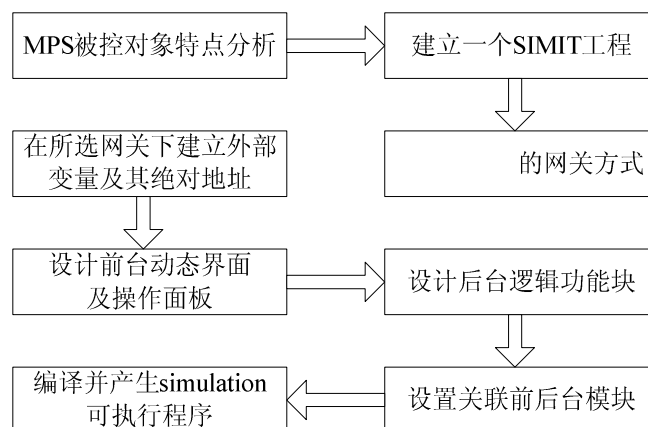 MPS被控对象特点分析
建立一个SIMIT工程
在所选网关下建立外部
变量及其绝对地址
的网关方式
设计前台动态界面
及操作面板
设计后台逻辑功能块
编译并产生simulation
可执行程序
设置关联前后台模块